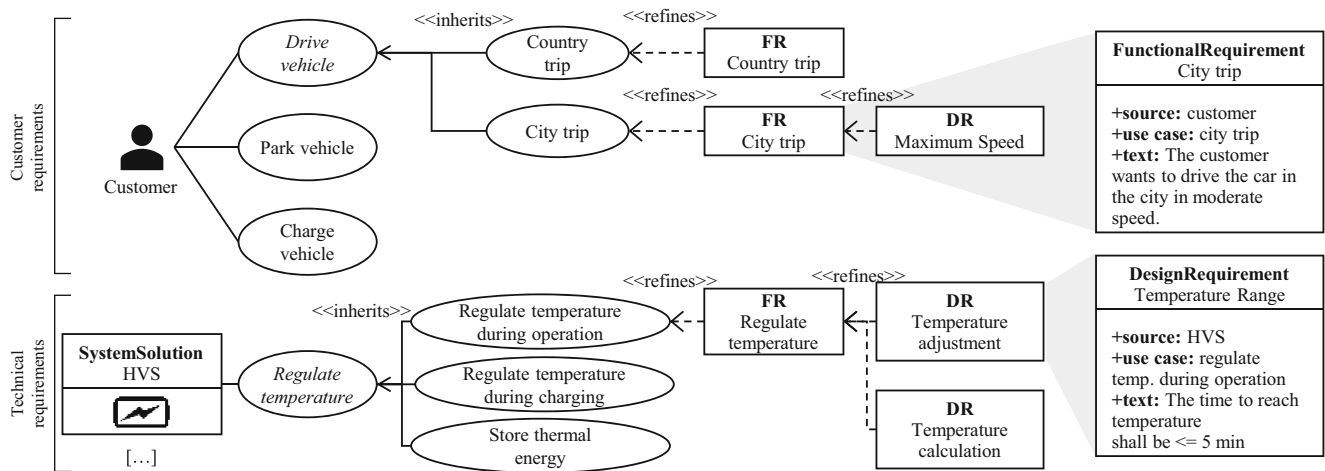 Customer
requirements
Customer
Drive
vehicle
Park vehicle
Charge
vehicle
<<inherits>>
Country
trip
City trip
<<refines>>
FR
Country trip
<<refines>>
FR
City trip
<<refines>>
DR
Maximum Speed
FunctionalRequirement
City trip
+source: customer
+use case: city trip
+text: The customer
wants to drive the car in
the city in moderate
speed.
Technical
requirements
SystemSolution
HVS
[...]
Regulate
temperature
<<inherits>>
Regulate temperature
during operation
Regulate temperature
during charging
Store thermal
energy
<<refines>>
FR
Regulate
temperature
<<refines>>
DR
Temperature
adjustment
DR
Temperature
calculation
DesignRequirement
Temperature Range
+source: HVS
+use case: regulate
temp. during operation
+text: The time to reach
temperature
shall be <= 5 min